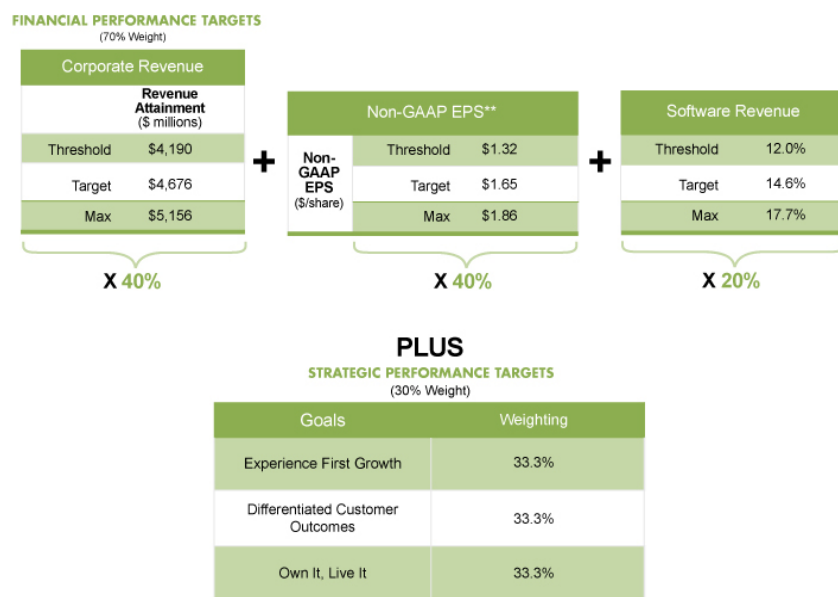 FINANCIAL PERFORMANCE TARGETS
(70% Weight)
Corporate Revenue
Revenue
Attainment
($ millions)
Threshold $4,190
Target $4,676
Max $5,156
X 40%
+
Non-GAAP EPS**
Non-
GAAP
EPS
($/share)
Threshold $1.32
Target $1.65
Max $1.86
X 40%
+
Software Revenue
Threshold 12.0%
Target 14.6%
Max 17.7%
X 20%
PLUS
STRATEGIC PERFORMANCE TARGETS
(30% Weight)
Goals Weighting
Experience First Growth 33.3%
Differentiated Customer
Outcomes 33.3%
Own It, Live It 33.3%